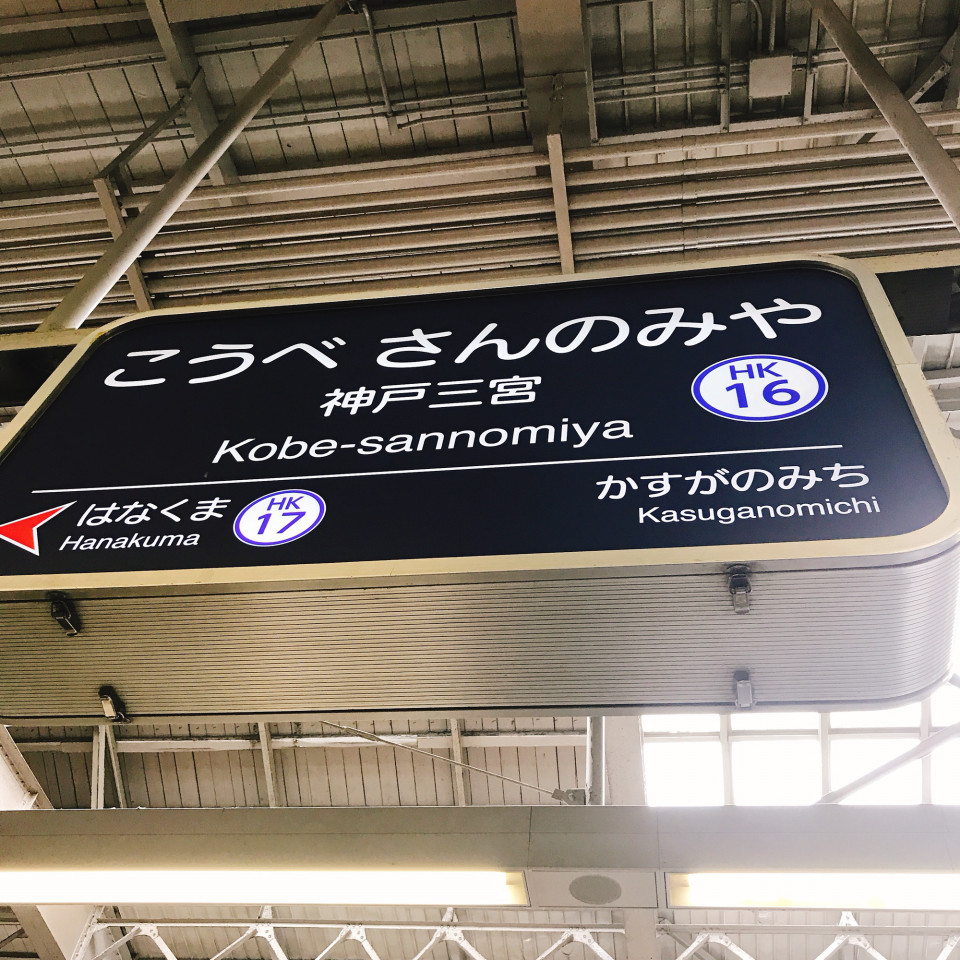 こうべ さんのみや
神戸三宮
HK
16
Kobe-sannomiya
はなくま
Hanakuma
HK
17
かすがのみち
Kasuganomichi